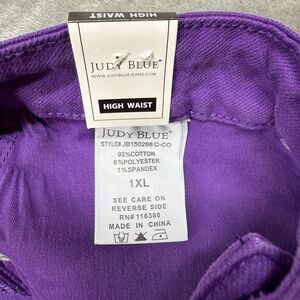 HIGH WAIST
JUDY BLUE®
WWW.JUDYBLUEJEANS.COM
HIGH WAIST
JUDY BLUE®
STYLE# JB150288 O-CO
93%COTTON
6%POLYESTER
1%SPANDEX
1XL
SEE CARE ON
REVERSE SIDE
RN# 116380
MADE IN CHINA